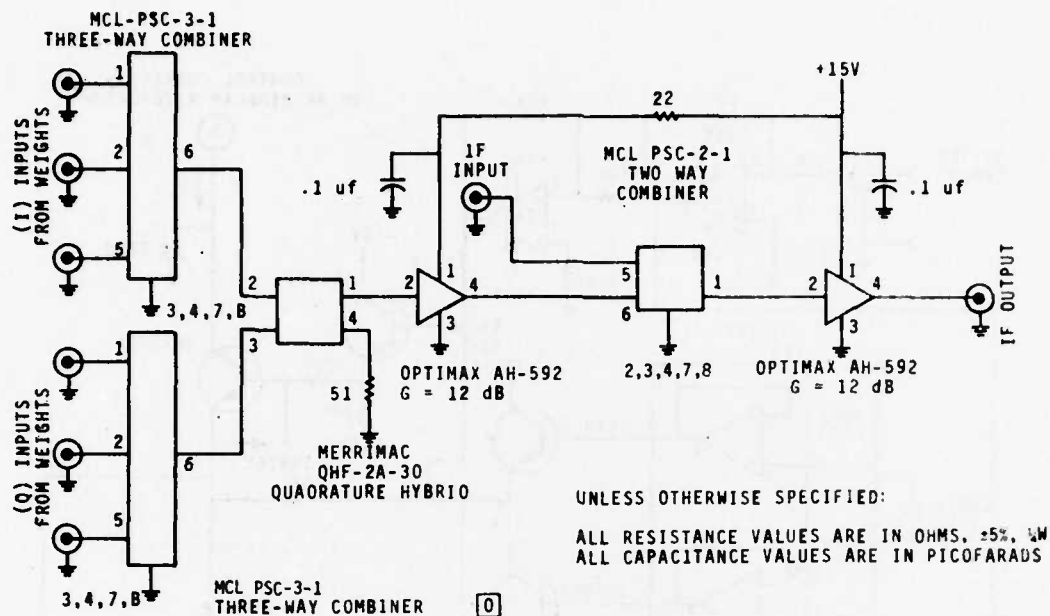 MCL-PSC-3-1
THREE-WAY COMBINER
1
2
5
6
(I) INPUTS
FROM WEIGHTS
3,4,7,B
1
2
5
6
(Q) INPUTS
FROM WEIGHTS
3,4,7,B
MCL PSC-3-1
THREE-WAY COMBINER
0
2
3
1
4
51
MERRIMAC
QHF-2A-30
QUAORATURE HYBRIO
.1 uf
1F
INPUT
2
1
4
3
OPTIMAX AH-592
G = 12 dB
22
MCL PSC-2-1
TWO WAY
COMBINER
5
6
1
2,3,4,7,8
+15V
.1 uf
2
I
4
3
OPTIMAX AH-592
G = 12 dB
IF OUTPUT
UNLESS OTHERWISE SPECIFIED:
ALL RESISTANCE VALUES ARE IN OHMS, ±5%, ¼W
ALL CAPACITANCE VALUES ARE IN PICOFARADS